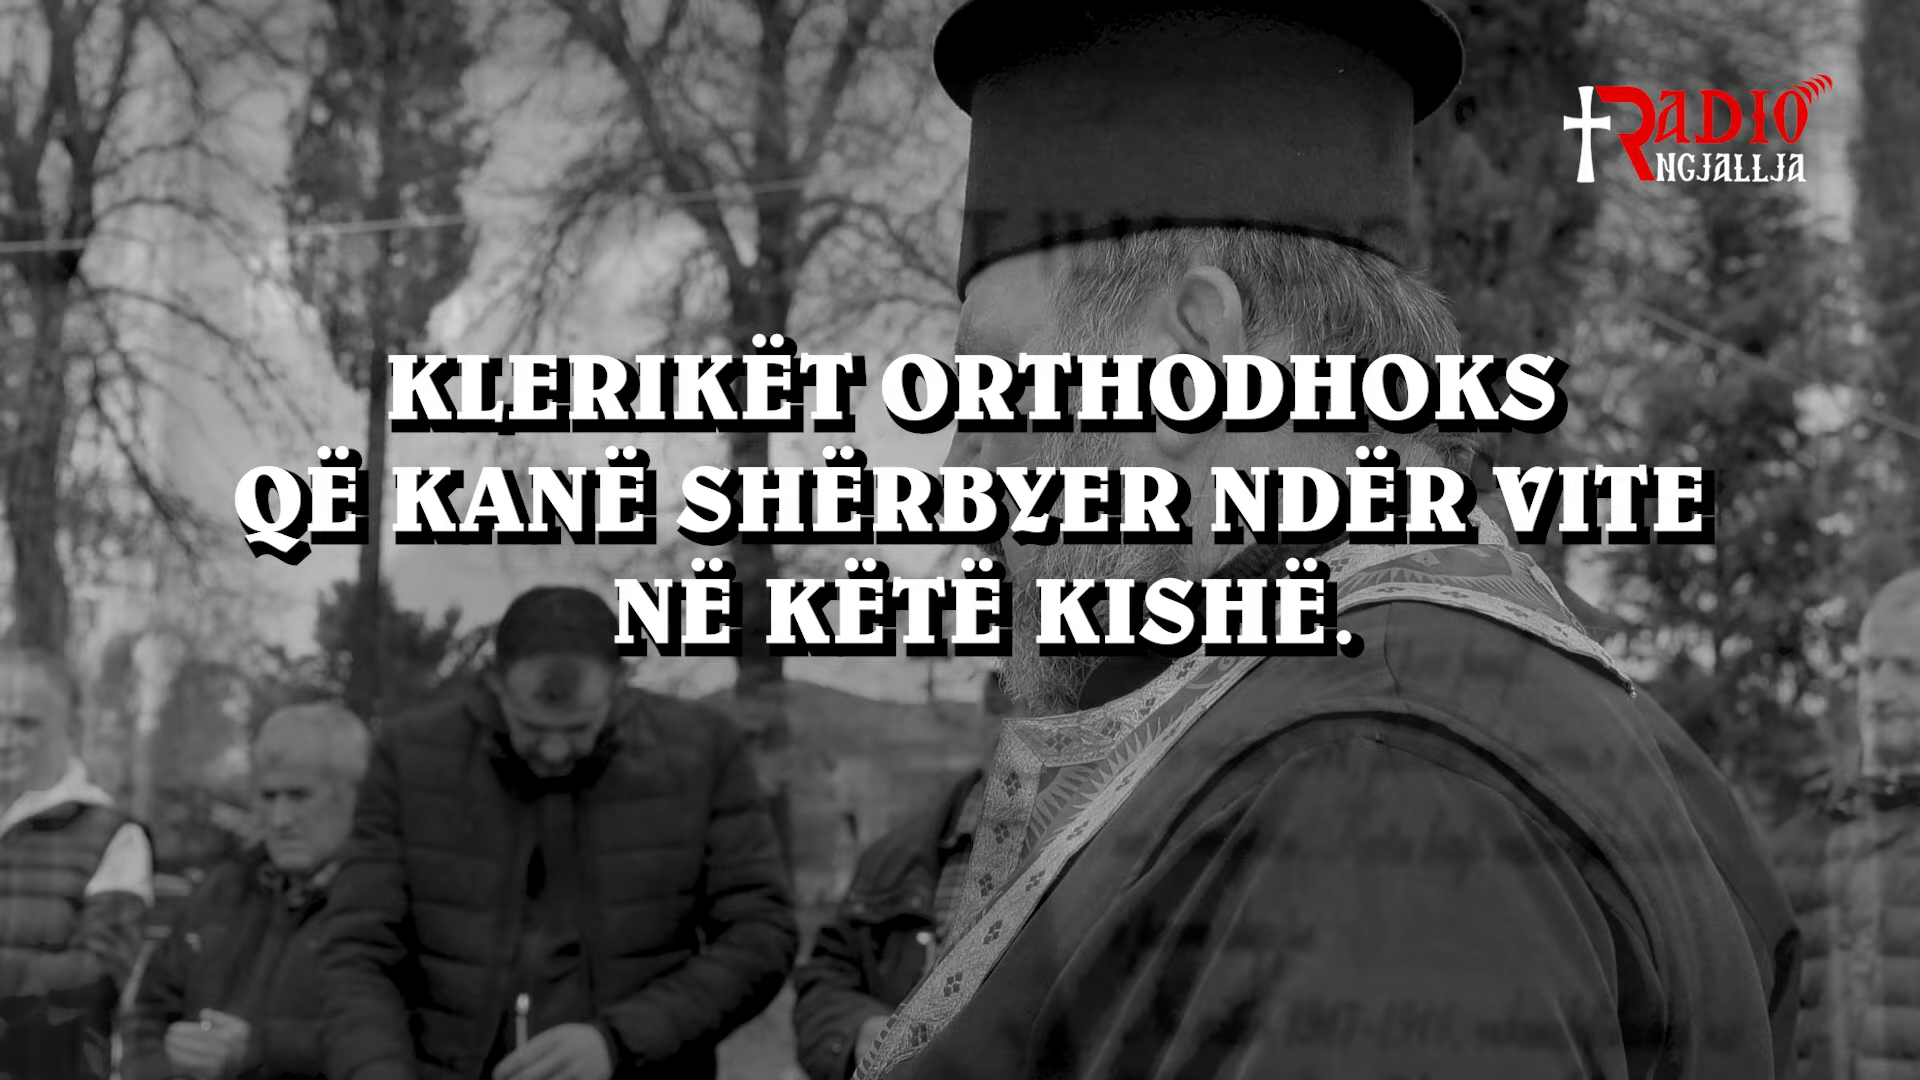 RADIO
NGJALLJA
KLERIKËT ORTHODHOKS
QË KANË SHËRBYER NDËR VITE
NË KËTË KISHË.